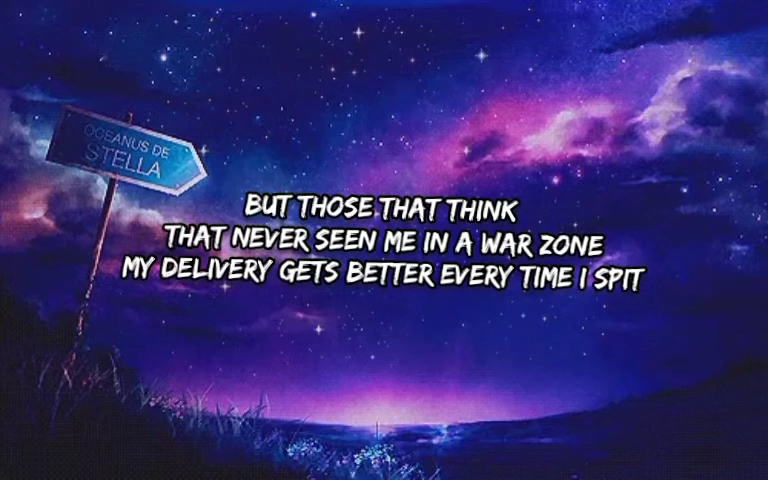 OCEANUS DE
STELLA
BUT THOSE THAT THINK
THAT NEVER SEEN ME IN A WAR ZONE
MY DELIVERY GETS BETTER EVERY TIME I SPIT